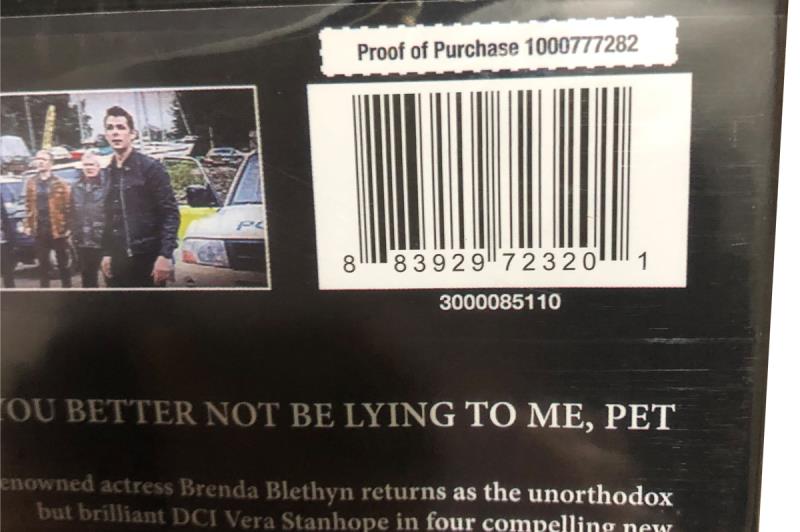 Proof of Purchase 1000777282
8 83929 72320 1
3000085110
YOU BETTER NOT BE LYING TO ME, PET
enowned actress Brenda Blethyn returns as the unorthodox
but brilliant DCI Vera Stanhope in four compelling new